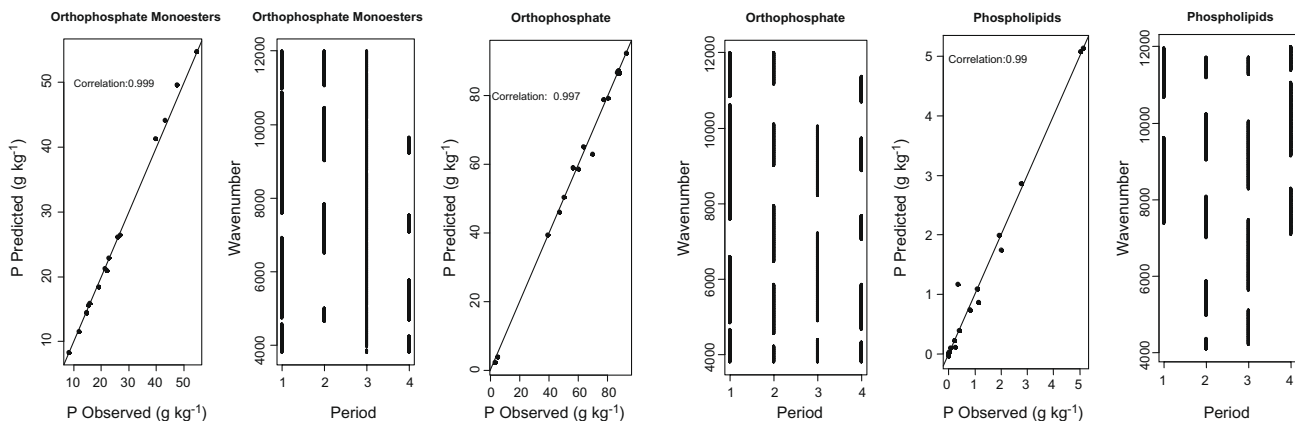 Orthophosphate Monoesters
Correlation:0.999
P Predicted (g kg⁻¹)
10 20 30 40 50
10 20 30 40 50
P Observed (g kg⁻¹)
Orthophosphate Monoesters
Wavenumber
4000 6000 8000 10000 12000
1 2 3 4
Period
Orthophosphate
Correlation: 0.997
P Predicted (g kg⁻¹)
0 20 40 60 80
0 20 40 60 80
P Observed (g kg⁻¹)
Orthophosphate
Wavenumber
4000 6000 8000 10000 12000
1 2 3 4
Period
Phospholipids
Correlation:0.99
P Predicted (g kg⁻¹)
0 1 2 3 4 5
0 1 2 3 4 5
P Observed (g kg⁻¹)
Phospholipids
Wavenumber
4000 6000 8000 10000 12000
1 2 3 4
Period